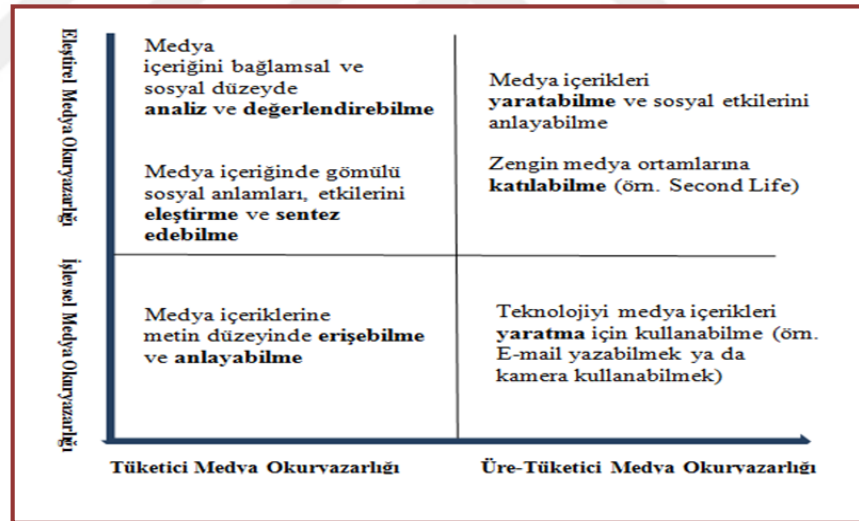 Eleştirel Medya Okuryazarlığı
Medya
içeriğini bağlamsal ve
sosyal düzeyde
analiz ve değerlendirebilme
Medya içeriğinde gömülü
sosyal anlamları, etkilerini
eleştirme ve sentez
edebilme
Medya içerikleri
yaratabilme ve sosyal etkilerini
anlayabilme
Zengin medya ortamlarına
katılabilme (örn. Second Life)
İşlevsel Medya Okuryazarlığı
Medya içeriklerine
metin düzeyinde erişebilme
ve anlayabilme
Teknolojiyi medya içerikleri
yaratma için kullanabilme (örn.
E-mail yazabilmek ya da
kamera kullanabilmek)
Tüketici Medya Okuryazarlığı
Üre-Tüketici Medya Okuryazarlığı